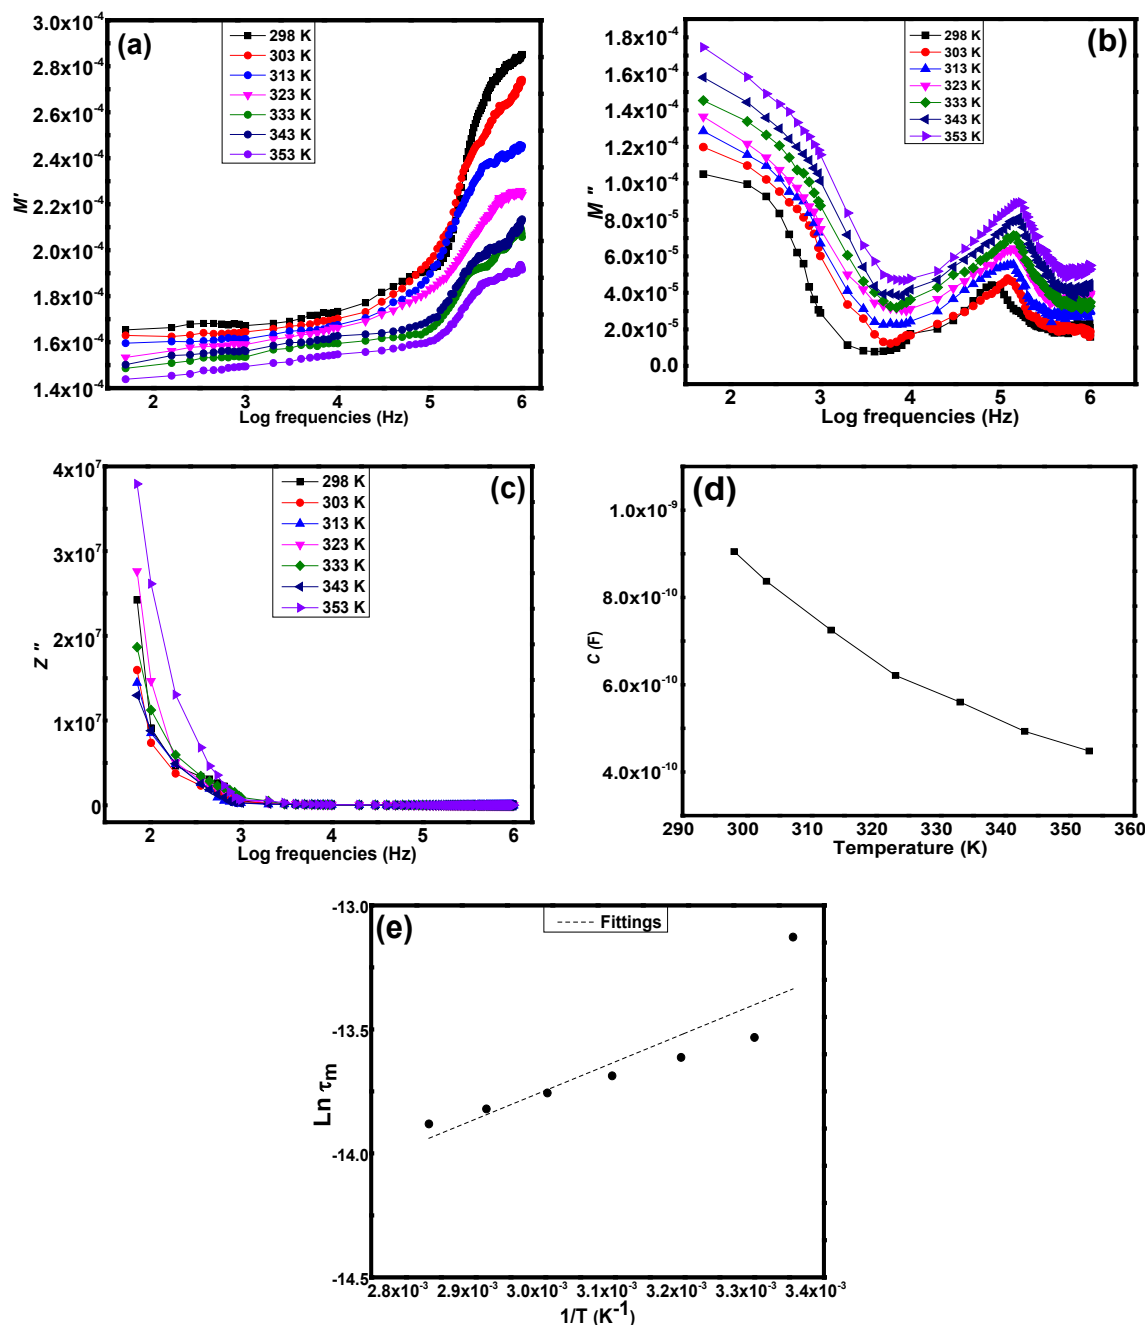 (a)
3.0x10-4
2.8x10-4
2.6x10-4
2.4x10-4
2.2x10-4
2.0x10-4
1.8x10-4
1.6x10-4
1.4x10-4
M'
298 K
303 K
313 K
323 K
333 K
343 K
353 K
2 3 4 5 6
Log frequencies (Hz)
(b)
1.8x10-4
1.6x10-4
1.4x10-4
1.2x10-4
1.0x10-4
8.0x10-5
6.0x10-5
4.0x10-5
2.0x10-5
0.0
M''
298 K
303 K
313 K
323 K
333 K
343 K
353 K
2 3 4 5 6
Log frequencies (Hz)
(c)
4x10^7
3x10^7
2x10^7
1x10^7
0
Z''
298 K
303 K
313 K
323 K
333 K
343 K
353 K
2 3 4 5 6
Log frequencies (Hz)
(d)
1.0x10-9
8.0x10-10
6.0x10-10
4.0x10-10
C (F)
290 300 310 320 330 340 350 360
Temperature (K)
(e)
-13.0
-13.5
-14.0
-14.5
Ln τm
Fittings
2.8x10-3 2.9x10-3 3.0x10-3 3.1x10-3 3.2x10-3 3.3x10-3 3.4x10-3
1/T (K-1)